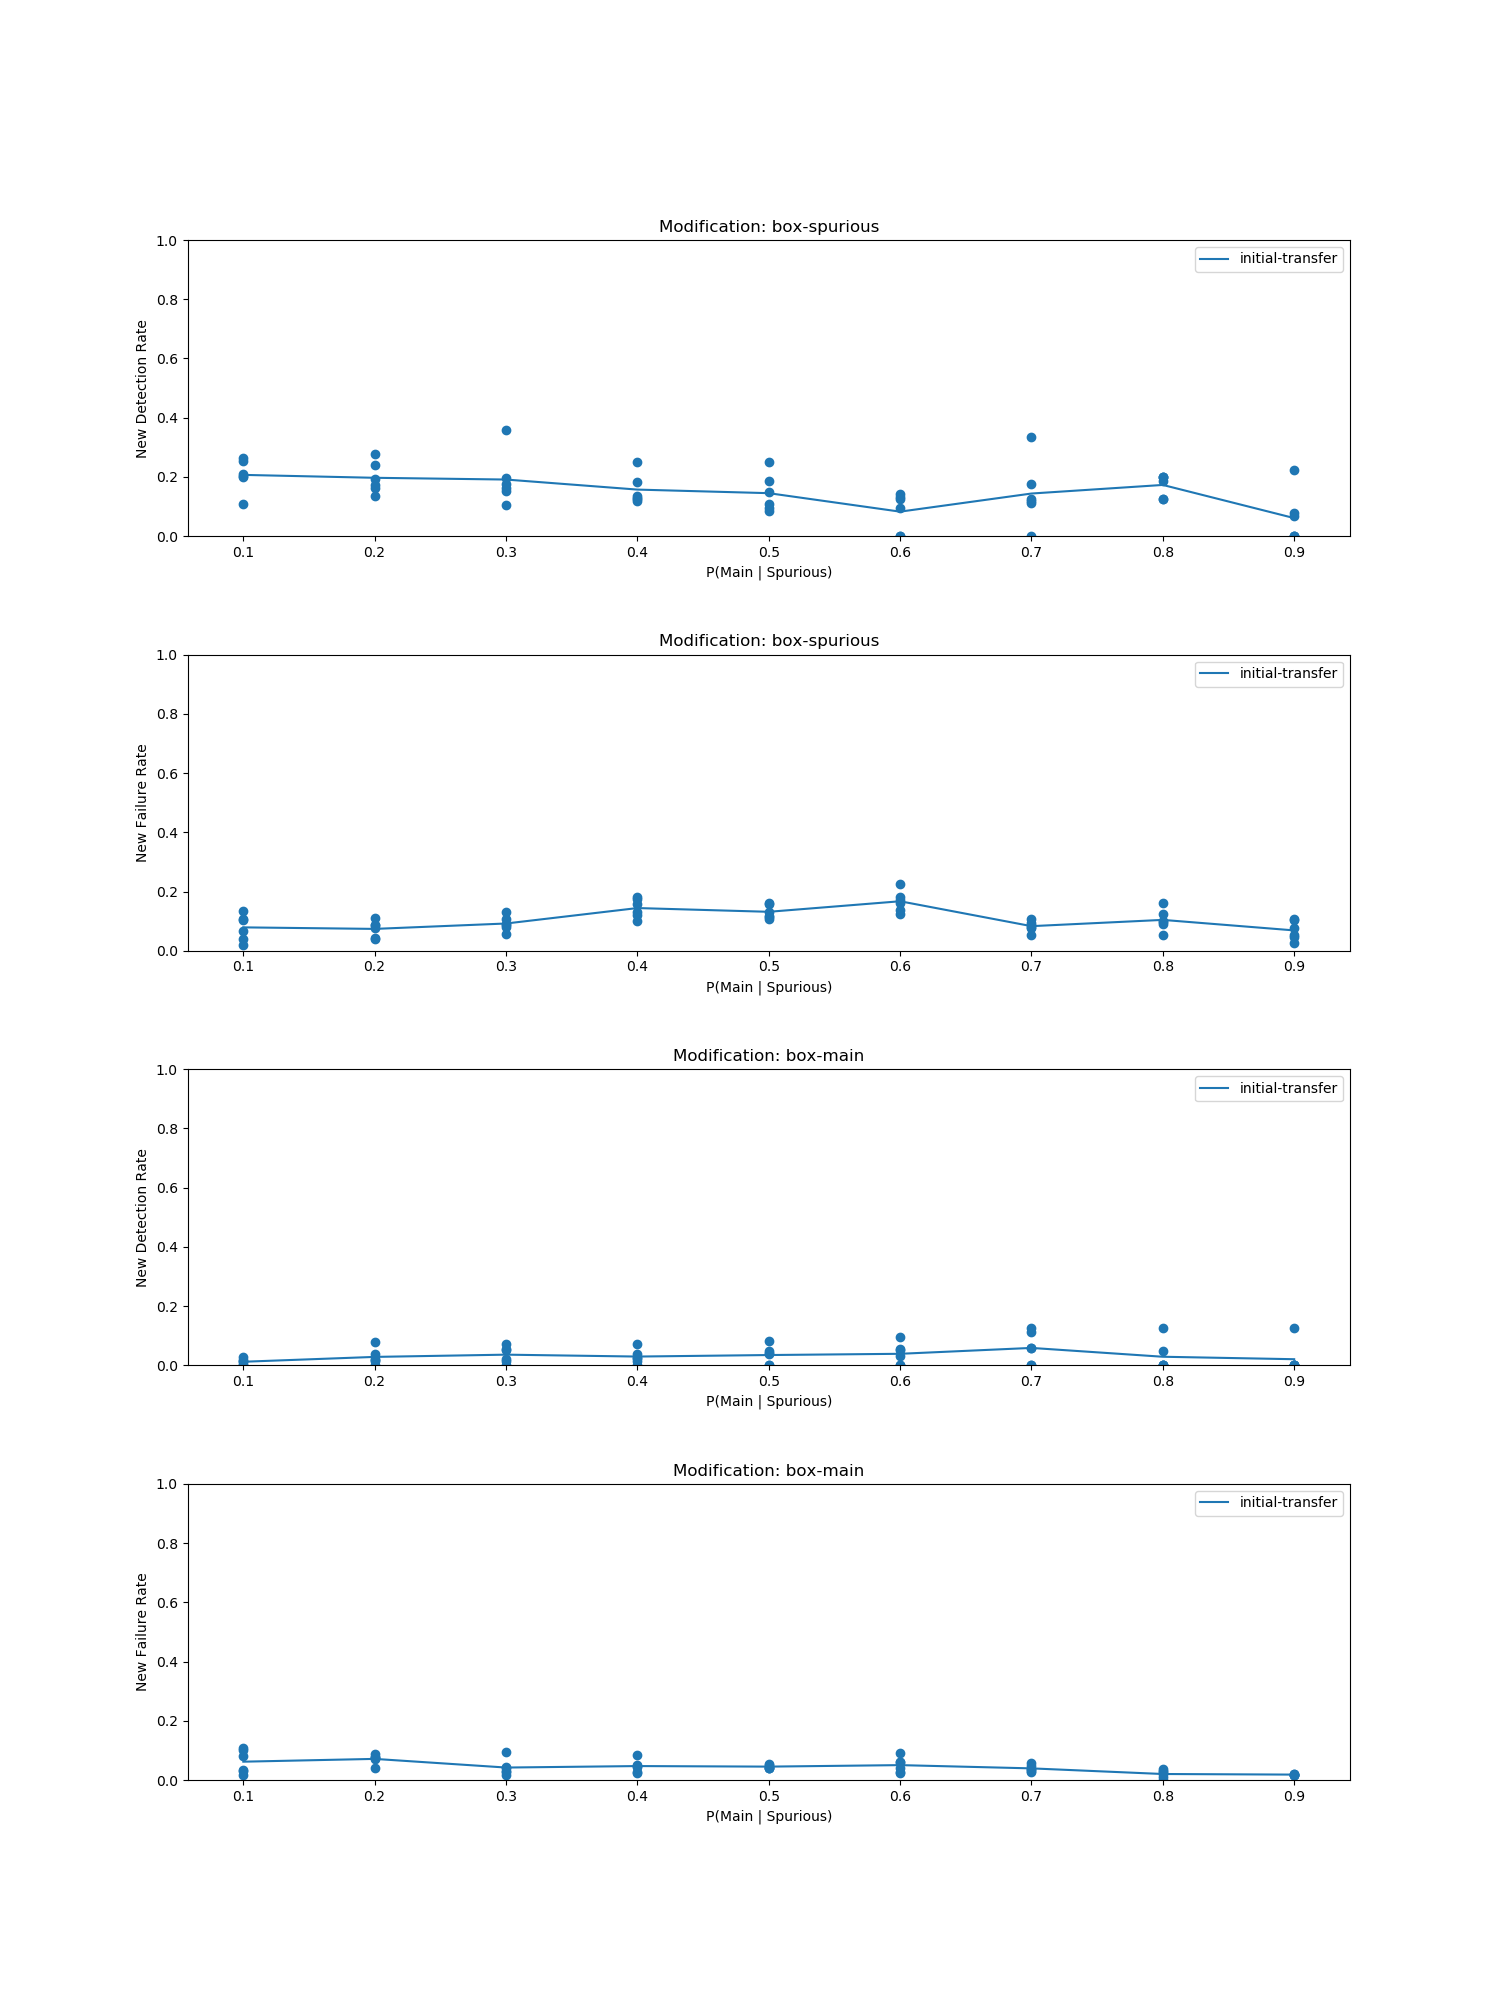 Modification: box-spurious
1.0
0.8
0.6
0.4
0.2
0.0
New Detection Rate
initial-transfer
0.1 0.2 0.3 0.4 0.5 0.6 0.7 0.8 0.9
P(Main | Spurious)
Modification: box-spurious
1.0
0.8
0.6
0.4
0.2
0.0
New Failure Rate
initial-transfer
0.1 0.2 0.3 0.4 0.5 0.6 0.7 0.8 0.9
P(Main | Spurious)
Modification: box-main
1.0
0.8
0.6
0.4
0.2
0.0
New Detection Rate
initial-transfer
0.1 0.2 0.3 0.4 0.5 0.6 0.7 0.8 0.9
P(Main | Spurious)
Modification: box-main
1.0
0.8
0.6
0.4
0.2
0.0
New Failure Rate
initial-transfer
0.1 0.2 0.3 0.4 0.5 0.6 0.7 0.8 0.9
P(Main | Spurious)